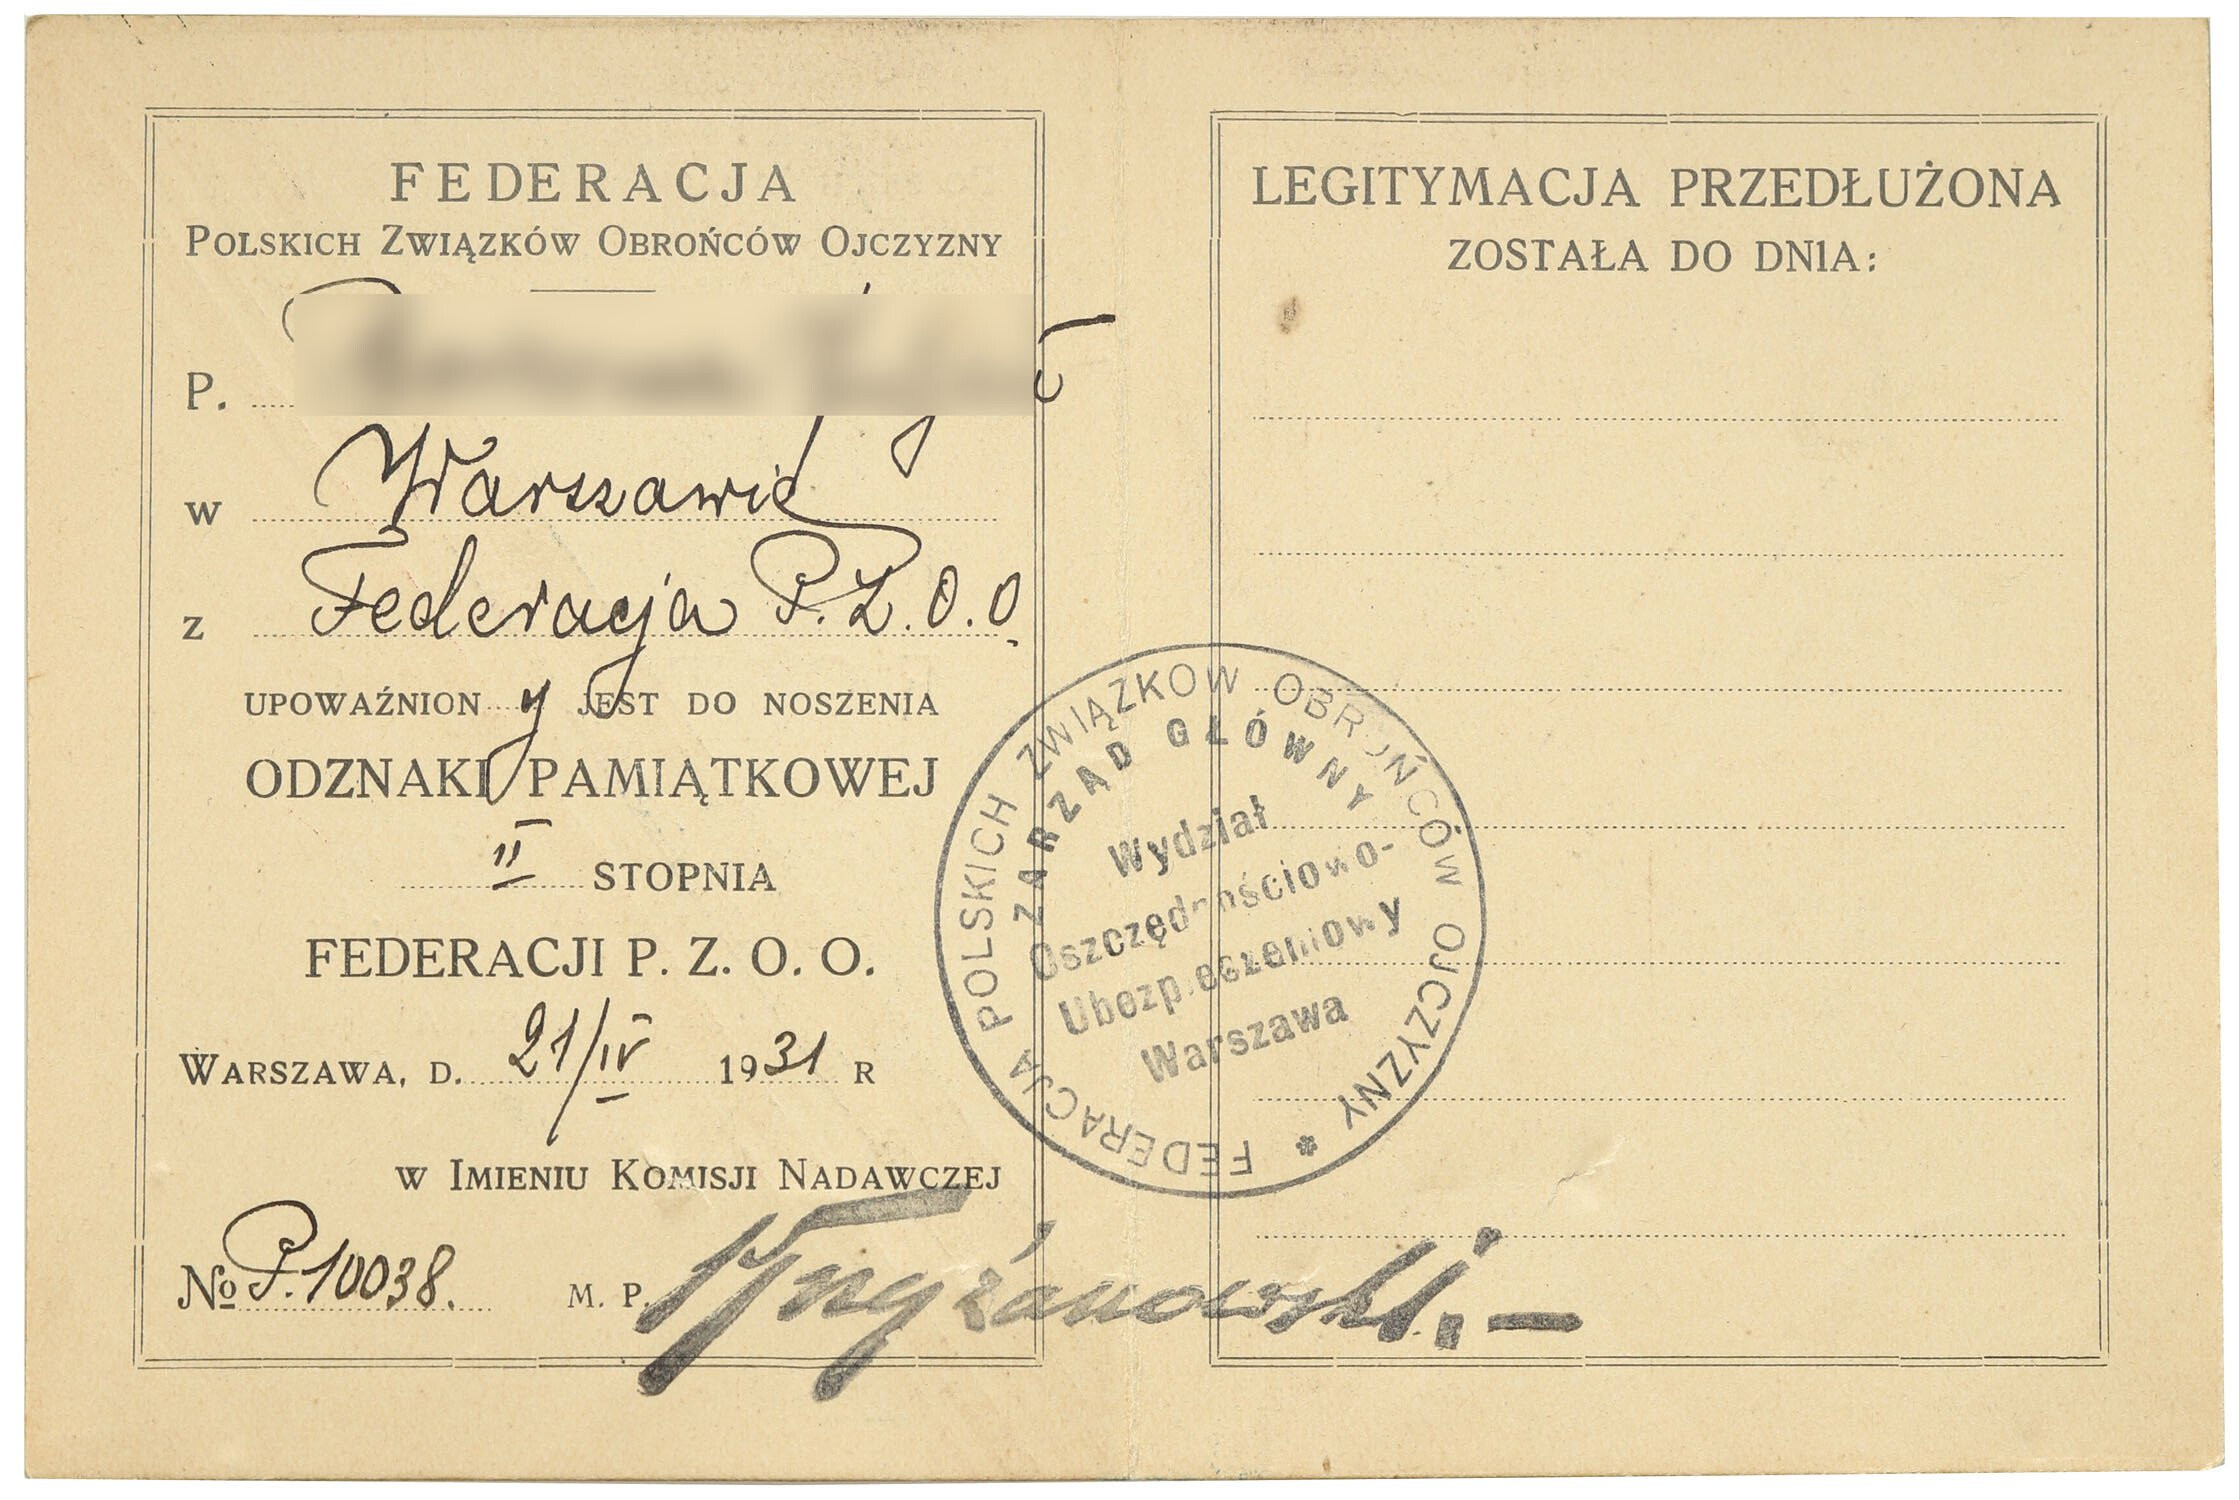 FEDERACJA
POLSKICH ZWIĄZKÓW OBROŃCÓW OJCZYZNY
P.
w Warszawie
z Federacja P.Z.O.O.
UPOWAŻNION y JEST DO NOSZENIA
ODZNAKI PAMIĄTKOWEJ
II STOPNIA
FEDERACJI P. Z. O. O.
WARSZAWA, D. 21/IV 1931 R
W IMIENIU KOMISJI NADAWCZEJ
No P.10038. M. P.
FEDERACJA POLSKICH ZWIĄZKÓW OBROŃCÓW OJCZYZNY *
ZARZĄD GŁÓWNY
Wydział
Oszczędnościowo-
Ubezpieczeniowy
Warszawa
LEGITYMACJA PRZEDŁUŻONA
ZOSTAŁA DO DNIA: